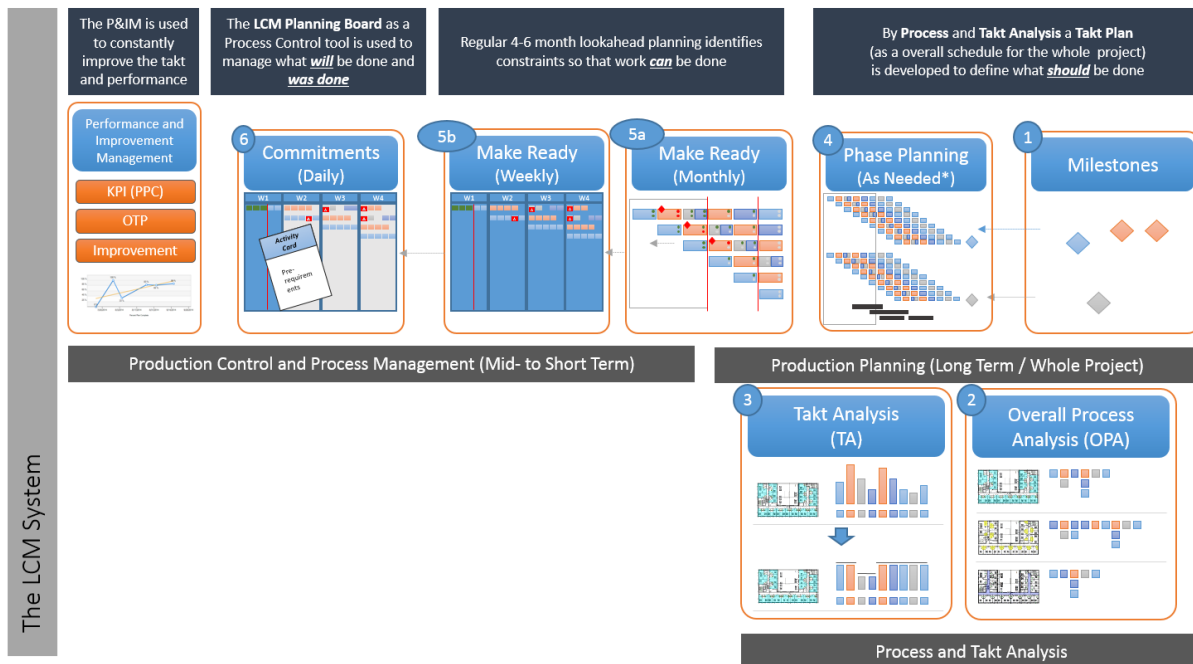 The P&IM is used
to constantly
improve the takt
and performance
The LCM Planning Board as a
Process Control tool is used to
manage what will be done and
was done
Regular 4-6 month lookahead planning identifies
constraints so that work can be done
By Process and Takt Analysis a Takt Plan
(as a overall schedule for the whole project)
is developed to define what should be done
Performance and
Improvement
Management
KPI (PPC)
OTP
Improvement
6
Commitments
(Daily)
W1 W2 W3 W4
Activity
Card
Pre-
requirem
ents
5b
Make Ready
(Weekly)
W1 W2 W3 W4
5a
Make Ready
(Monthly)
4
Phase Planning
(As Needed*)
1
Milestones
Production Control and Process Management (Mid- to Short Term)
Production Planning (Long Term / Whole Project)
3
Takt Analysis
(TA)
2
Overall Process
Analysis (OPA)
Process and Takt Analysis
The LCM System